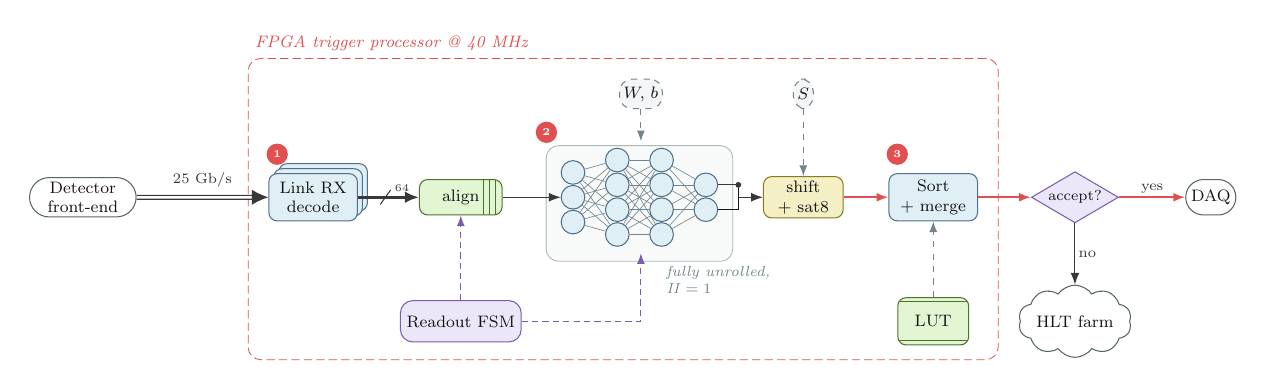 FPGA trigger processor @ 40 MHz
W, b
S
2
1
3
25 Gb/s
Detector
front-end
Link RX
decode
64
align
shift
+ sat8
Sort
+ merge
accept?
yes
DAQ
no
fully unrolled,
II = 1
Readout FSM
LUT
HLT farm